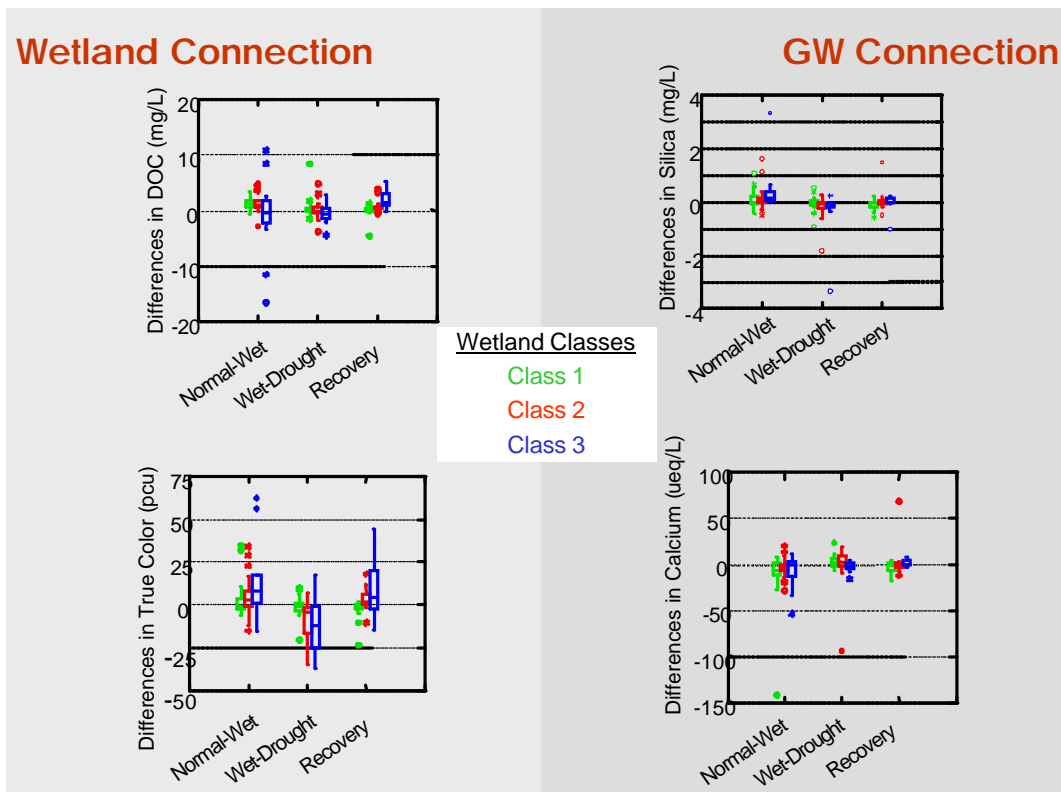 Wetland Connection
GW Connection
Differences in DOC (mg/L)
20
10
0
-10
-20
Normal-Wet
Wet-Drought
Recovery
Differences in Silica (mg/L)
4
2
0
-2
-4
Normal-Wet
Wet-Drought
Recovery
Wetland Classes
Class 1
Class 2
Class 3
Differences in True Color (pcu)
75
50
25
0
-25
-50
Normal-Wet
Wet-Drought
Recovery
Differences in Calcium (ueq/L)
100
50
0
-50
-100
-150
Normal-Wet
Wet-Drought
Recovery